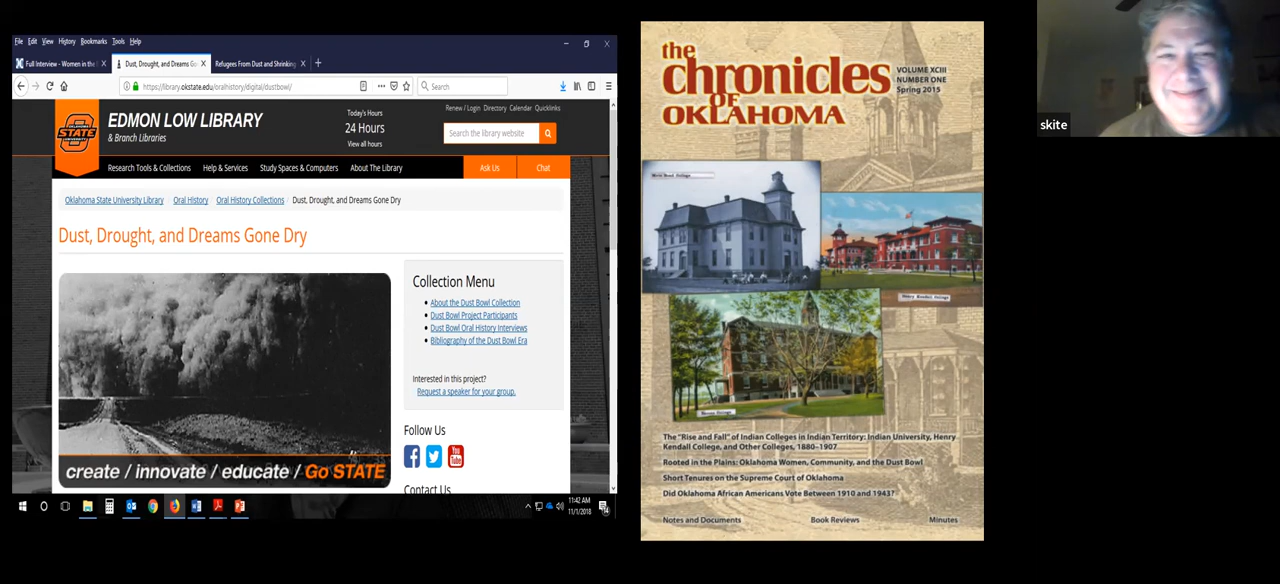 File Edit View History Bookmarks Tools Help
Full Interview - Women in the
Dust, Drought, and Dreams Go
Refugees From Dust and Shrinking
https://library.okstate.edu/oralhistory/digital/dustbowl/
Search
OKLAHOMA
STATE
UNIVERSITY
EDMON LOW LIBRARY
& Branch Libraries
Today's Hours
24 Hours
View all hours
Renew / Login Directory Calendar Quicklinks
Search the library website
Research Tools & Collections Help & Services Study Spaces & Computers About The Library Ask Us Chat
Oklahoma State University Library / Oral History / Oral History Collections / Dust, Drought, and Dreams Gone Dry
Dust, Drought, and Dreams Gone Dry
Collection Menu
About the Dust Bowl Collection
Dust Bowl Project Participants
Dust Bowl Oral History Interviews
Bibliography of the Dust Bowl Era
Interested in this project?
Request a speaker for your group.
Follow Us
You
Tube
Contact Us
create / innovate / educate / Go STATE
11:42 AM
11/1/2018
the
chronicles
OF
OKLAHOMA
VOLUME XCIII
NUMBER ONE
Spring 2015
Henry Kendall College
The "Rise and Fall" of Indian Colleges in Indian Territory: Indian University, Henry
Kendall College, and Other Colleges, 1880–1907
Rooted in the Plains: Oklahoma Women, Community, and the Dust Bowl
Short Tenures on the Supreme Court of Oklahoma
Did Oklahoma African Americans Vote Between 1910 and 1943?
Notes and Documents Book Reviews Minutes
skite